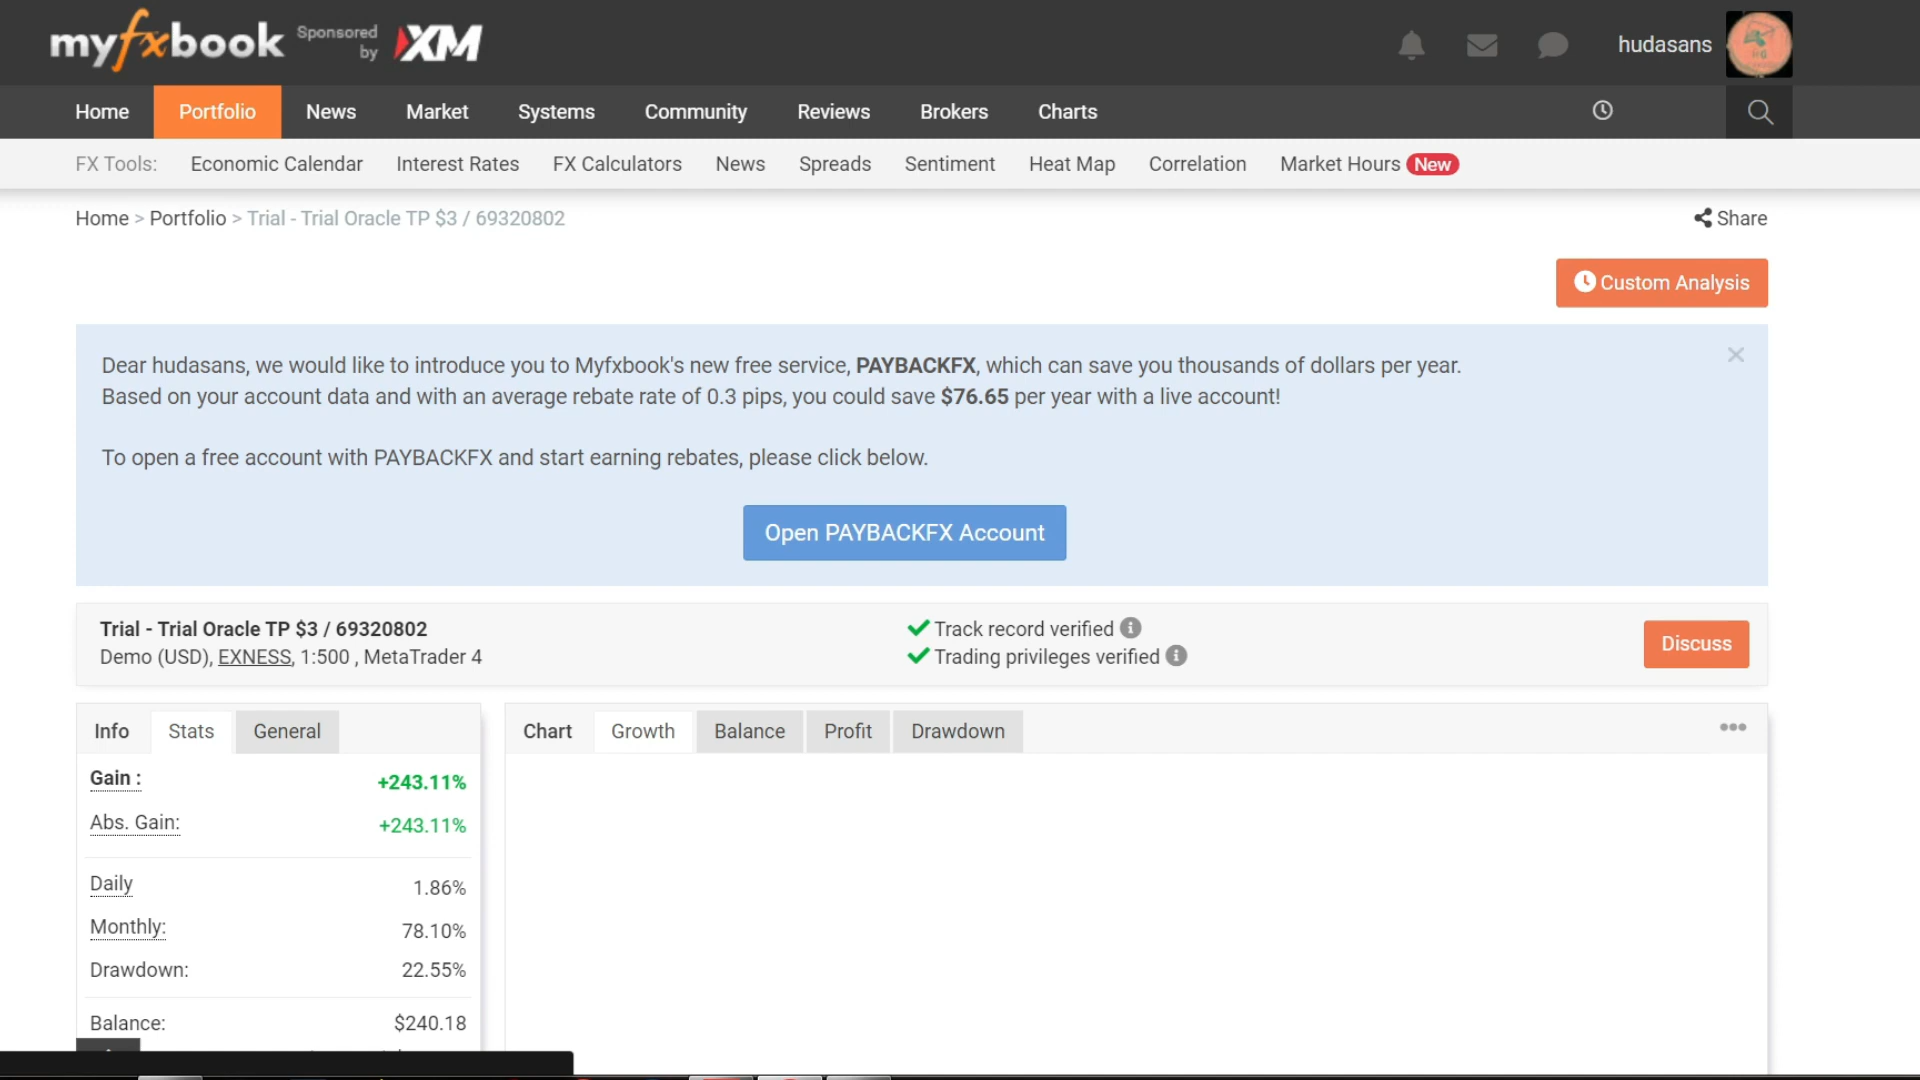 myfxbook Sponsored by XM
hudasans
Home Portfolio News Market Systems Community Reviews Brokers Charts
FX Tools: Economic Calendar Interest Rates FX Calculators News Spreads Sentiment Heat Map Correlation Market Hours New
Home > Portfolio > Trial - Trial Oracle TP $3 / 69320802
Share
Custom Analysis
Dear hudasans, we would like to introduce you to Myfxbook's new free service, PAYBACKFX, which can save you thousands of dollars per year.
Based on your account data and with an average rebate rate of 0.3 pips, you could save $76.65 per year with a live account!
To open a free account with PAYBACKFX and start earning rebates, please click below.
Open PAYBACKFX Account
Trial - Trial Oracle TP $3 / 69320802
Demo (USD), EXNESS, 1:500 , MetaTrader 4
Track record verified
Trading privileges verified
Discuss
Info Stats General
Chart Growth Balance Profit Drawdown
Gain : +243.11%
Abs. Gain: +243.11%
Daily 1.86%
Monthly: 78.10%
Drawdown: 22.55%
Balance: $240.18